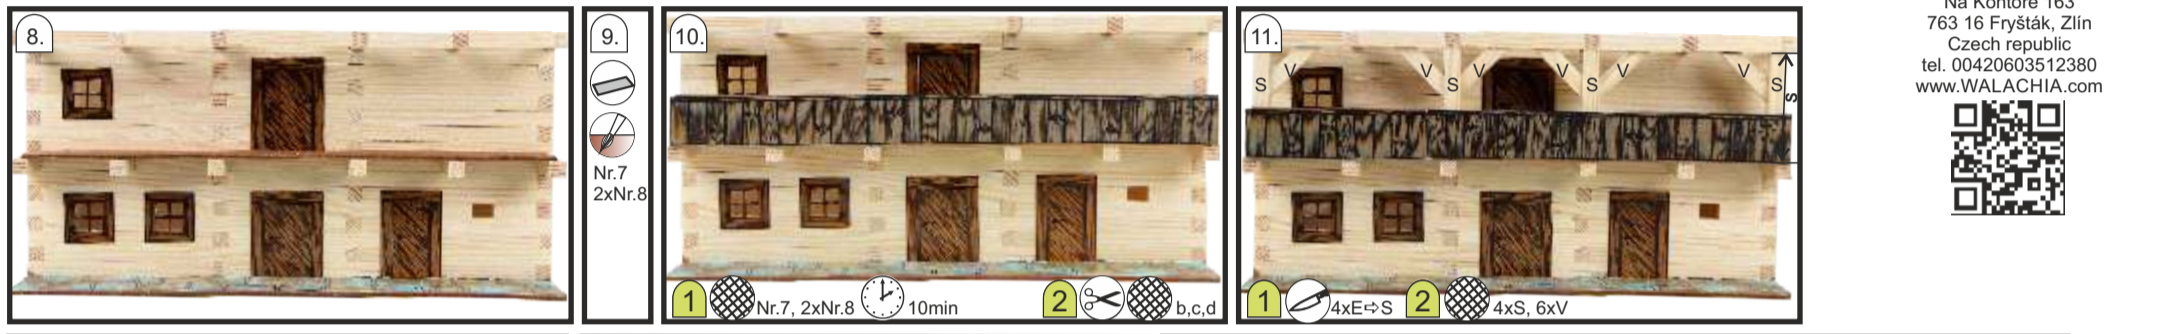 8.
9.
Nr.7
2xNr.8
10.
1 Nr.7, 2xNr.8 10min 2 b,c,d
11.
V V V V V
S S S S
S
1 4xE⇨S 2 4xS, 6xV
Na Kontore 163
763 16 Fryšták, Zlín
Czech republic
tel. 00420603512380
www.WALACHIA.com